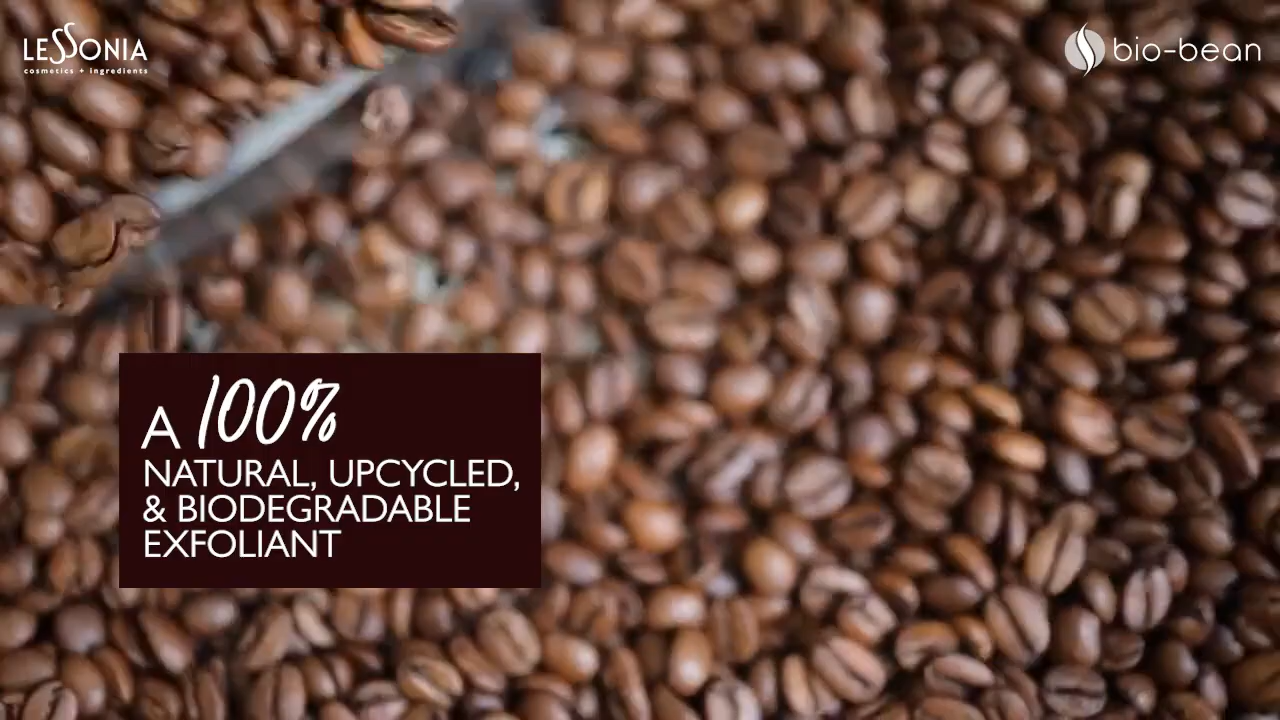 LESSONIA
cosmetics + ingredients
bio-bean
A 100%
NATURAL, UPCYCLED,
& BIODEGRADABLE
EXFOLIANT